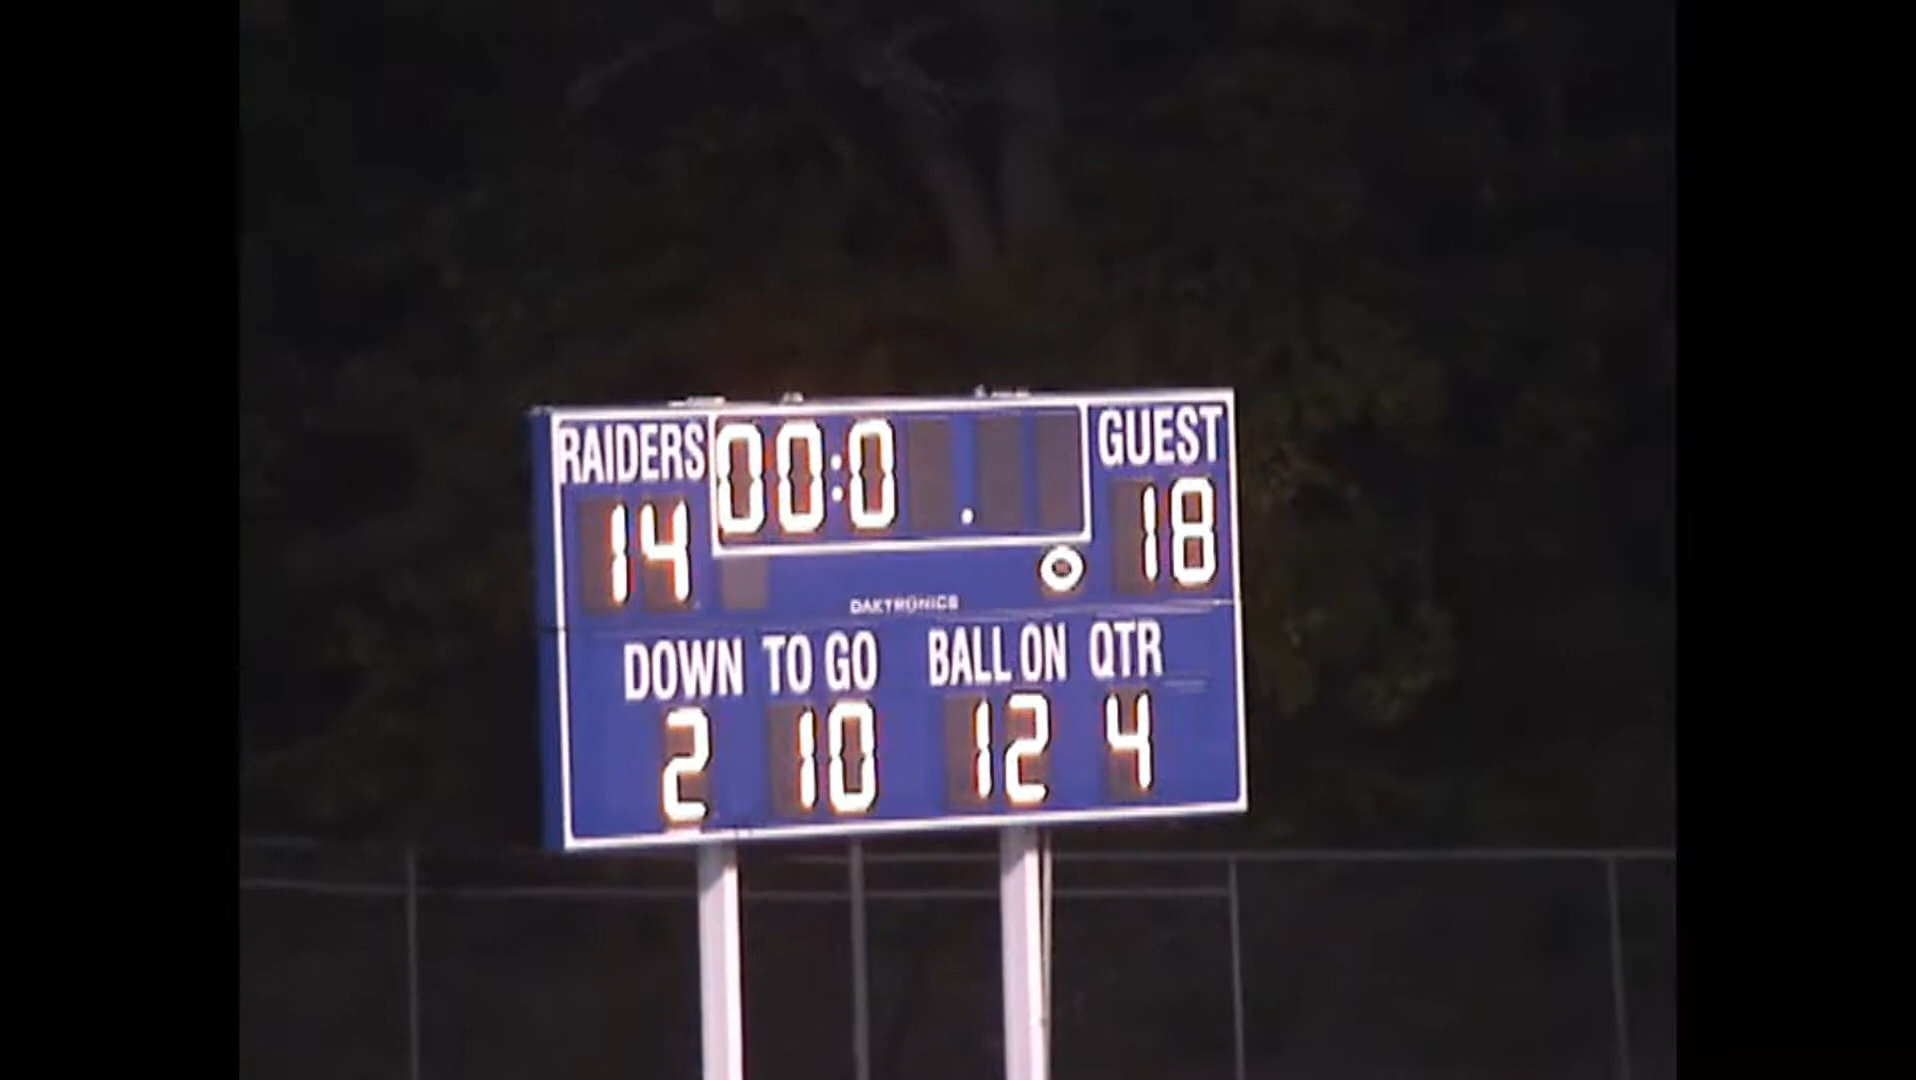 RAIDERS 00:0 . GUEST
14 18
DAKTRONICS
DOWN TO GO BALL ON QTR
2 10 12 4